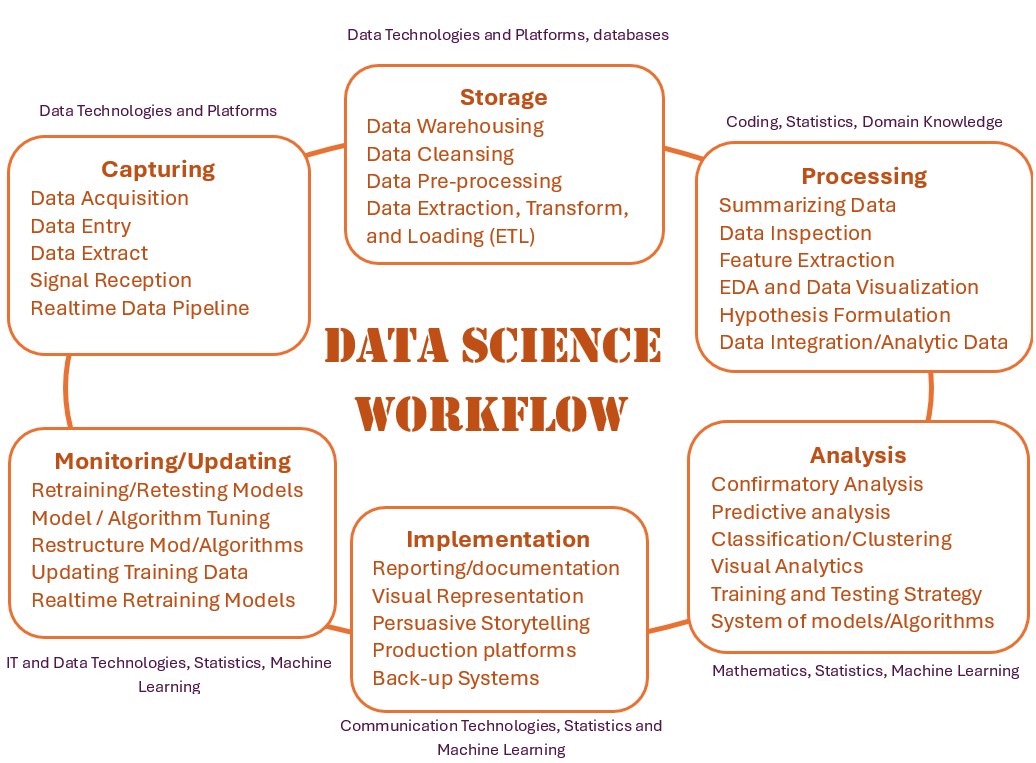 Data Technologies and Platforms, databases
Storage
Data Warehousing
Data Cleansing
Data Pre-processing
Data Extraction, Transform,
and Loading (ETL)
Data Technologies and Platforms
Capturing
Data Acquisition
Data Entry
Data Extract
Signal Reception
Realtime Data Pipeline
Coding, Statistics, Domain Knowledge
Processing
Summarizing Data
Data Inspection
Feature Extraction
EDA and Data Visualization
Hypothesis Formulation
Data Integration/Analytic Data
DATA SCIENCE
WORKFLOW
Monitoring/Updating
Retraining/Retesting Models
Model / Algorithm Tuning
Restructure Mod/Algorithms
Updating Training Data
Realtime Retraining Models
IT and Data Technologies, Statistics, Machine
Learning
Implementation
Reporting/documentation
Visual Representation
Persuasive Storytelling
Production platforms
Back-up Systems
Communication Technologies, Statistics and
Machine Learning
Analysis
Confirmatory Analysis
Predictive analysis
Classification/Clustering
Visual Analytics
Training and Testing Strategy
System of models/Algorithms
Mathematics, Statistics, Machine Learning